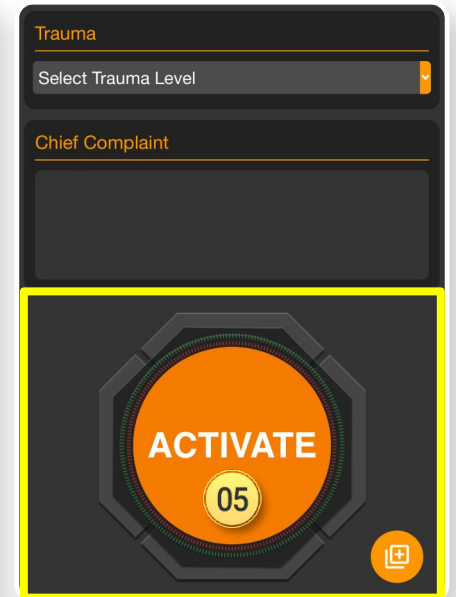 Trauma
Select Trauma Level
Chief Complaint
ACTIVATE
05